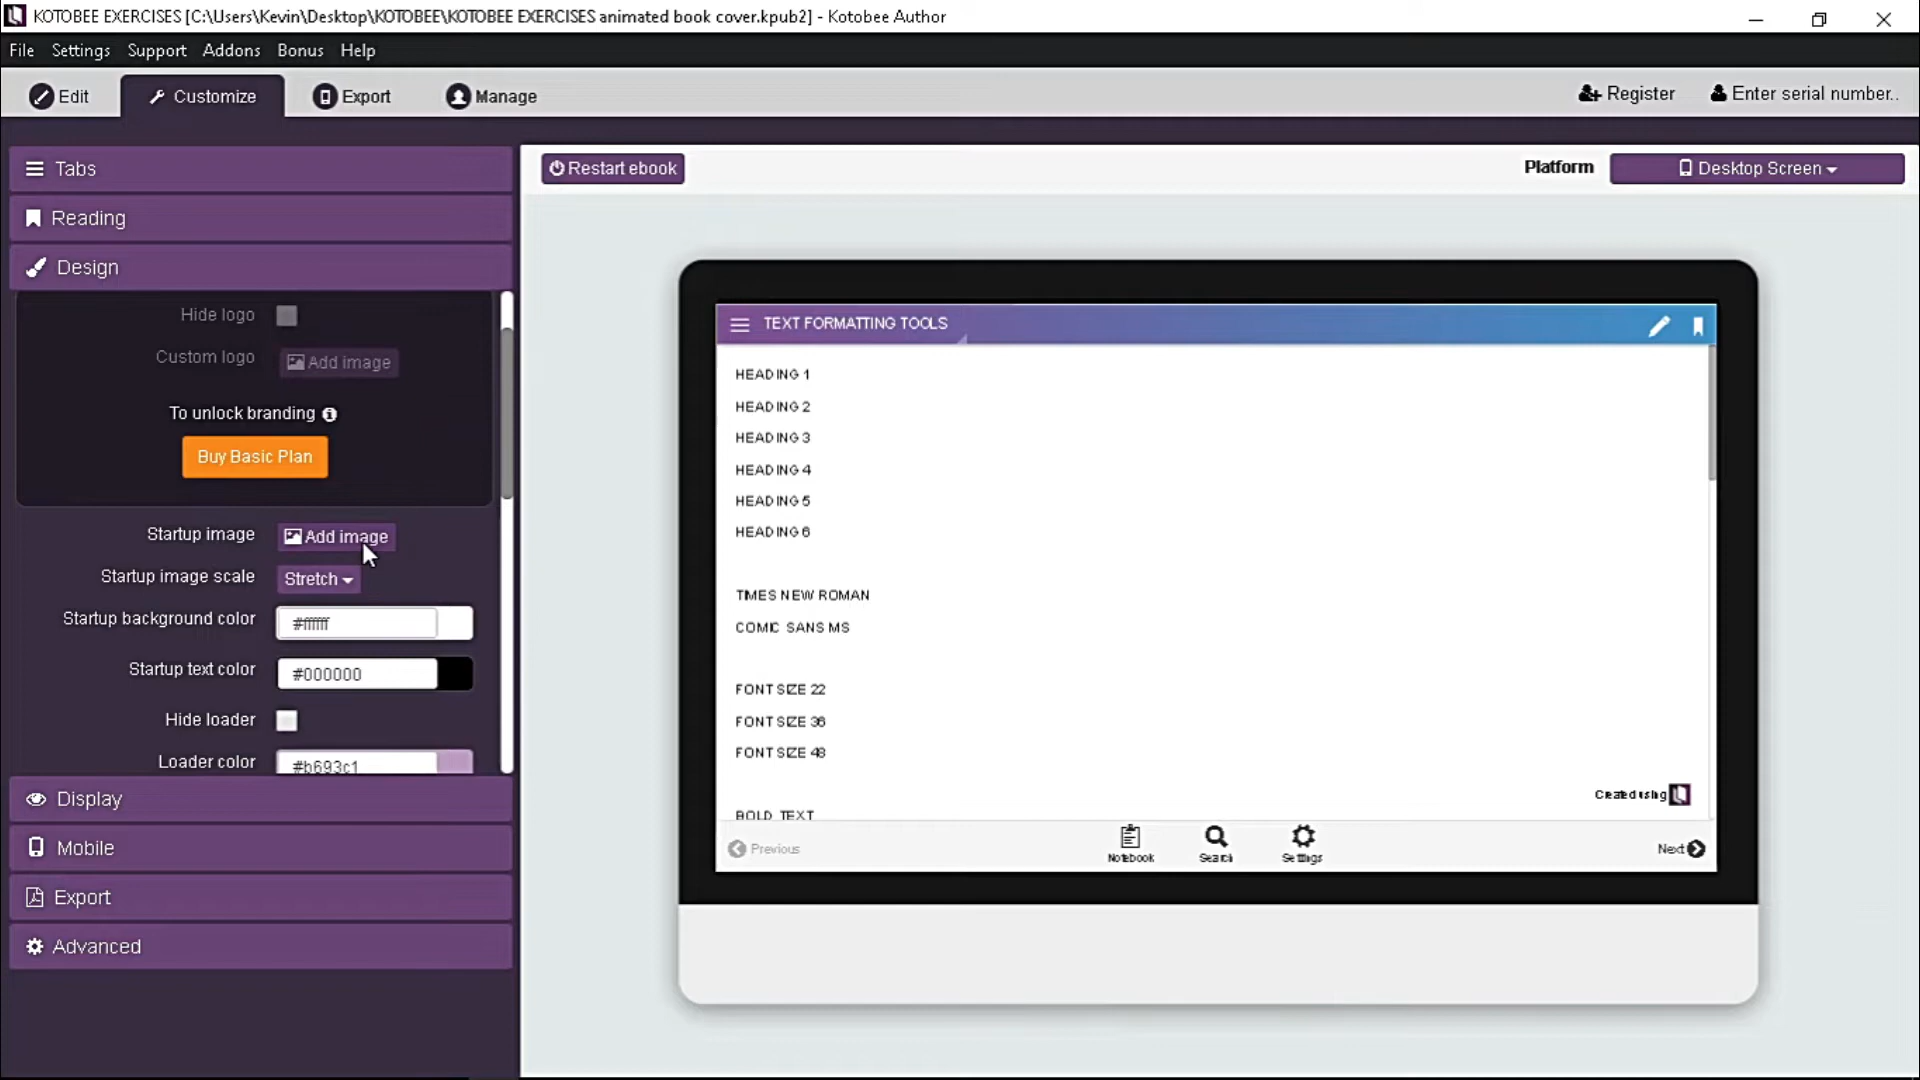 KOTOBEE EXERCISES [C:\Users\Kevin\Desktop\KOTOBEE\KOTOBEE EXERCISES animated book cover.kpub2] - Kotobee Author
File Settings Support Addons Bonus Help
Edit Customize Export Manage Register Enter serial number..
Tabs
Reading
Design
Hide logo
Custom logo Add image
To unlock branding
Buy Basic Plan
Startup image Add image
Startup image scale Stretch
Startup background color #ffffff
Startup text color #000000
Hide loader
Loader color #b693c1
Display
Mobile
Export
Advanced
Restart ebook Platform Desktop Screen
TEXT FORMATTING TOOLS
HEADING 1
HEADING 2
HEADING 3
HEADING 4
HEADING 5
HEADING 6
TIMES NEW ROMAN
COMIC SANS MS
FONT SIZE 22
FONT SIZE 36
FONT SIZE 48
BOLD TEXT
Created using
Previous Notebook Search Settings Next